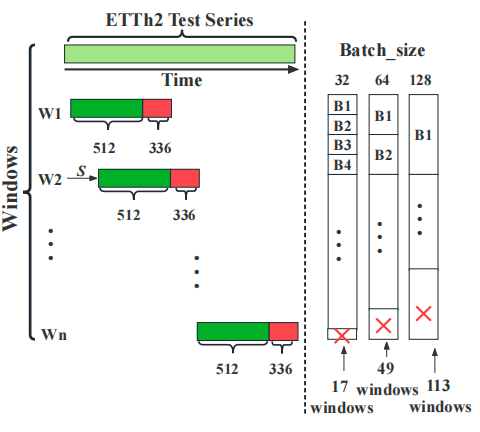 ETTh2 Test Series
Time
Windows
W1
512
336
W2
S
512
336
Wn
512
336
Batch_size
32
64
128
B1
B2
B3
B4
B1
B2
B1
17
windows
49
windows
113
windows